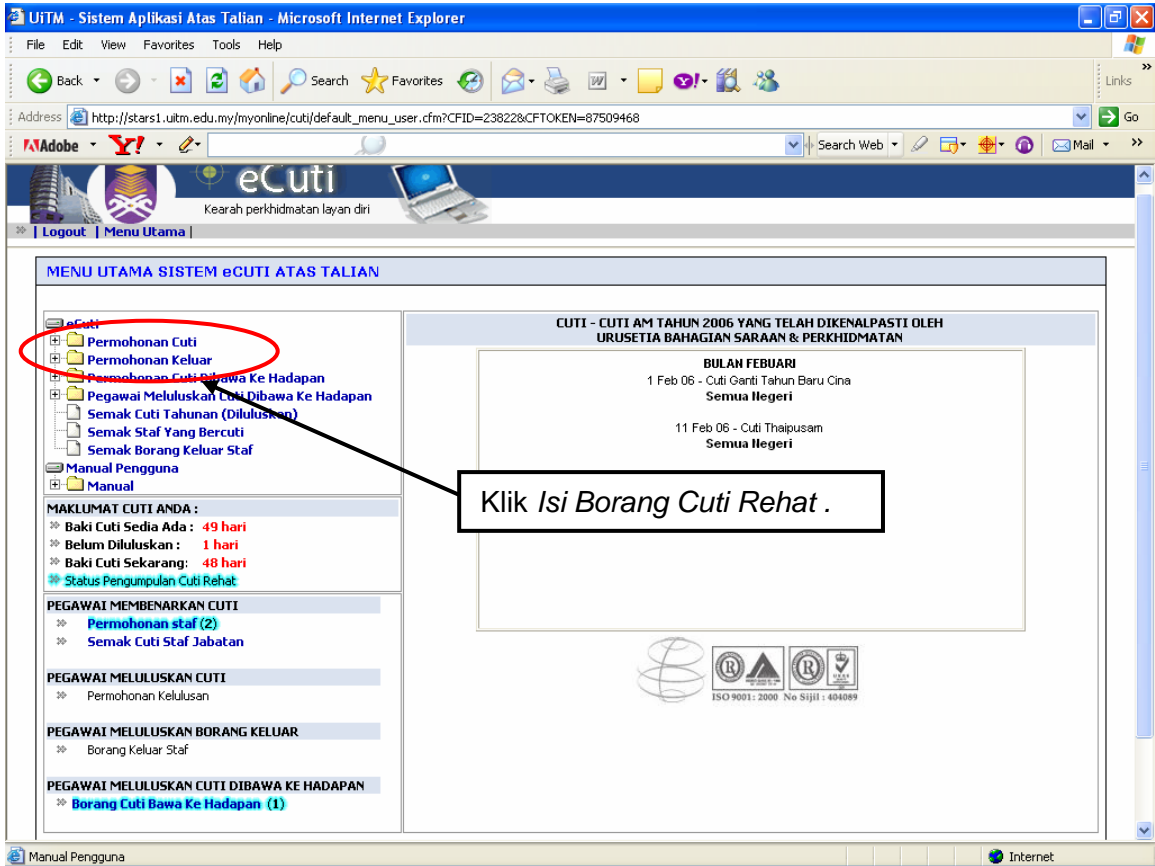 UiTM - Sistem Aplikasi Atas Talian - Microsoft Internet Explorer
File Edit View Favorites Tools Help
Back Search Favorites Links
Address http://stars1.uitm.edu.my/myonline/cuti/default_menu_user.cfm?CFID=23822&CFTOKEN=87509468 Go
Adobe Y! Search Web Mail
eCuti
Kearah perkhidmatan layan diri
| Logout | Menu Utama |
MENU UTAMA SISTEM eCUTI ATAS TALIAN
eCuti
Permohonan Cuti
Permohonan Keluar
Permohonan Cuti Dibawa Ke Hadapan
Pegawai Meluluskan Cuti Dibawa Ke Hadapan
Semak Cuti Tahunan (Diluluskan)
Semak Staf Yang Bercuti
Semak Borang Keluar Staf
Manual Pengguna
Manual
MAKLUMAT CUTI ANDA :
Baki Cuti Sedia Ada : 49 hari
Belum Diluluskan : 1 hari
Baki Cuti Sekarang: 48 hari
Status Pengumpulan Cuti Rehat
PEGAWAI MEMBENARKAN CUTI
Permohonan staf (2)
Semak Cuti Staf Jabatan
PEGAWAI MELULUSKAN CUTI
Permohonan Kelulusan
PEGAWAI MELULUSKAN BORANG KELUAR
Borang Keluar Staf
PEGAWAI MELULUSKAN CUTI DIBAWA KE HADAPAN
Borang Cuti Bawa Ke Hadapan (1)
CUTI - CUTI AM TAHUN 2006 YANG TELAH DIKENALPASTI OLEH
URUSETIA BAHAGIAN SARAAN & PERKHIDMATAN
BULAN FEBUARI
1 Feb 06 - Cuti Ganti Tahun Baru Cina
Semua Negeri
11 Feb 06 - Cuti Thaipusam
Semua Negeri
Klik Isi Borang Cuti Rehat .
ISO 9001: 2000 No Sijil : 404089
Manual Pengguna Internet